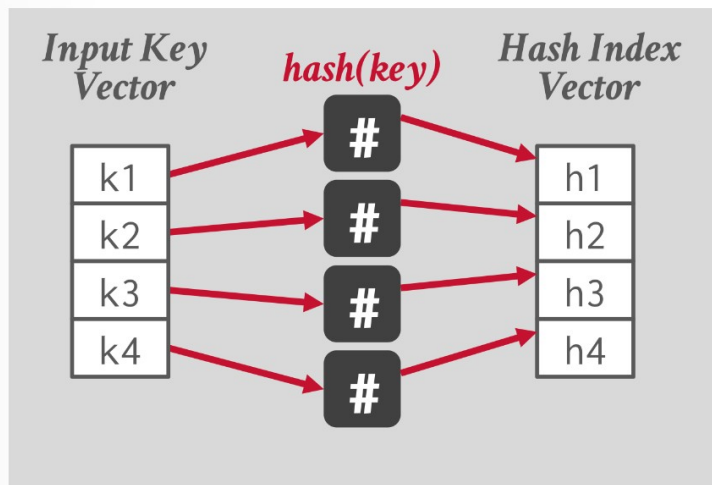 Input Key
Vector
hash(key)
Hash Index
Vector
k1
k2
k3
k4
#
#
#
#
h1
h2
h3
h4